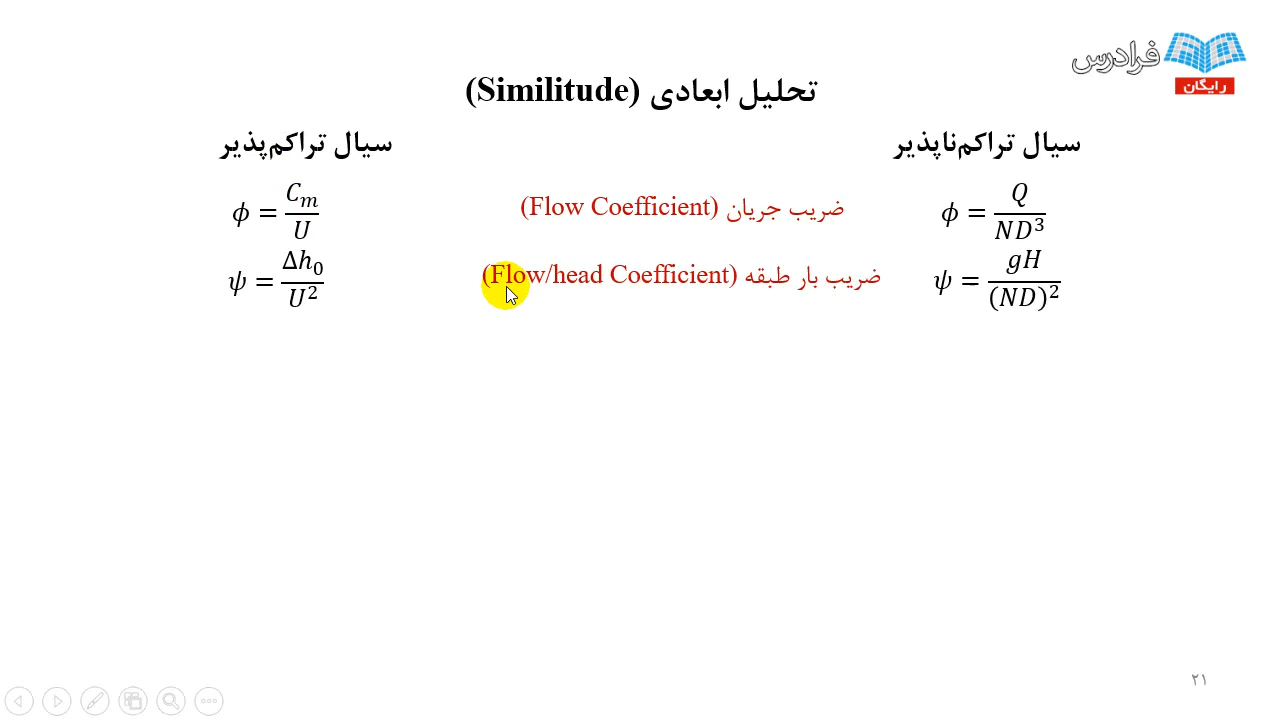 فرادرس
رایگان
تحلیل ابعادی (Similitude)
سیال تراکم‌ناپذیر
سیال تراکم‌پذیر
ϕ = Q / ND³
ضریب جریان (Flow Coefficient)
ϕ = Cₘ / U
ψ = gH / (ND)²
ضریب بار طبقه (Flow/head Coefficient)
ψ = Δh₀ / U²
۲۱